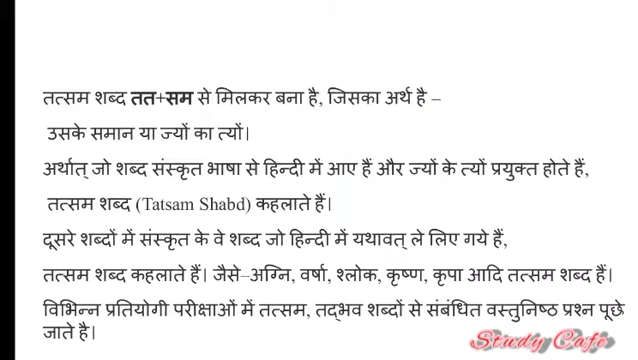 तत्सम शब्द तत+सम से मिलकर बना है, जिसका अर्थ है –
उसके समान या ज्यों का त्यों।
अर्थात् जो शब्द संस्कृत भाषा से हिन्दी में आए हैं और ज्यों के त्यों प्रयुक्त होते हैं,
तत्सम शब्द (Tatsam Shabd) कहलाते हैं।
दूसरे शब्दों में संस्कृत के वे शब्द जो हिन्दी में यथावत् ले लिए गये हैं,
तत्सम शब्द कहलाते हैं। जैसे–अग्नि, वर्षा, श्लोक, कृष्ण, कृपा आदि तत्सम शब्द हैं।
विभिन्न प्रतियोगी परीक्षाओं में तत्सम, तद्भव शब्दों से संबंधित वस्तुनिष्ठ प्रश्न पूछे
जाते है।
Study Cafe